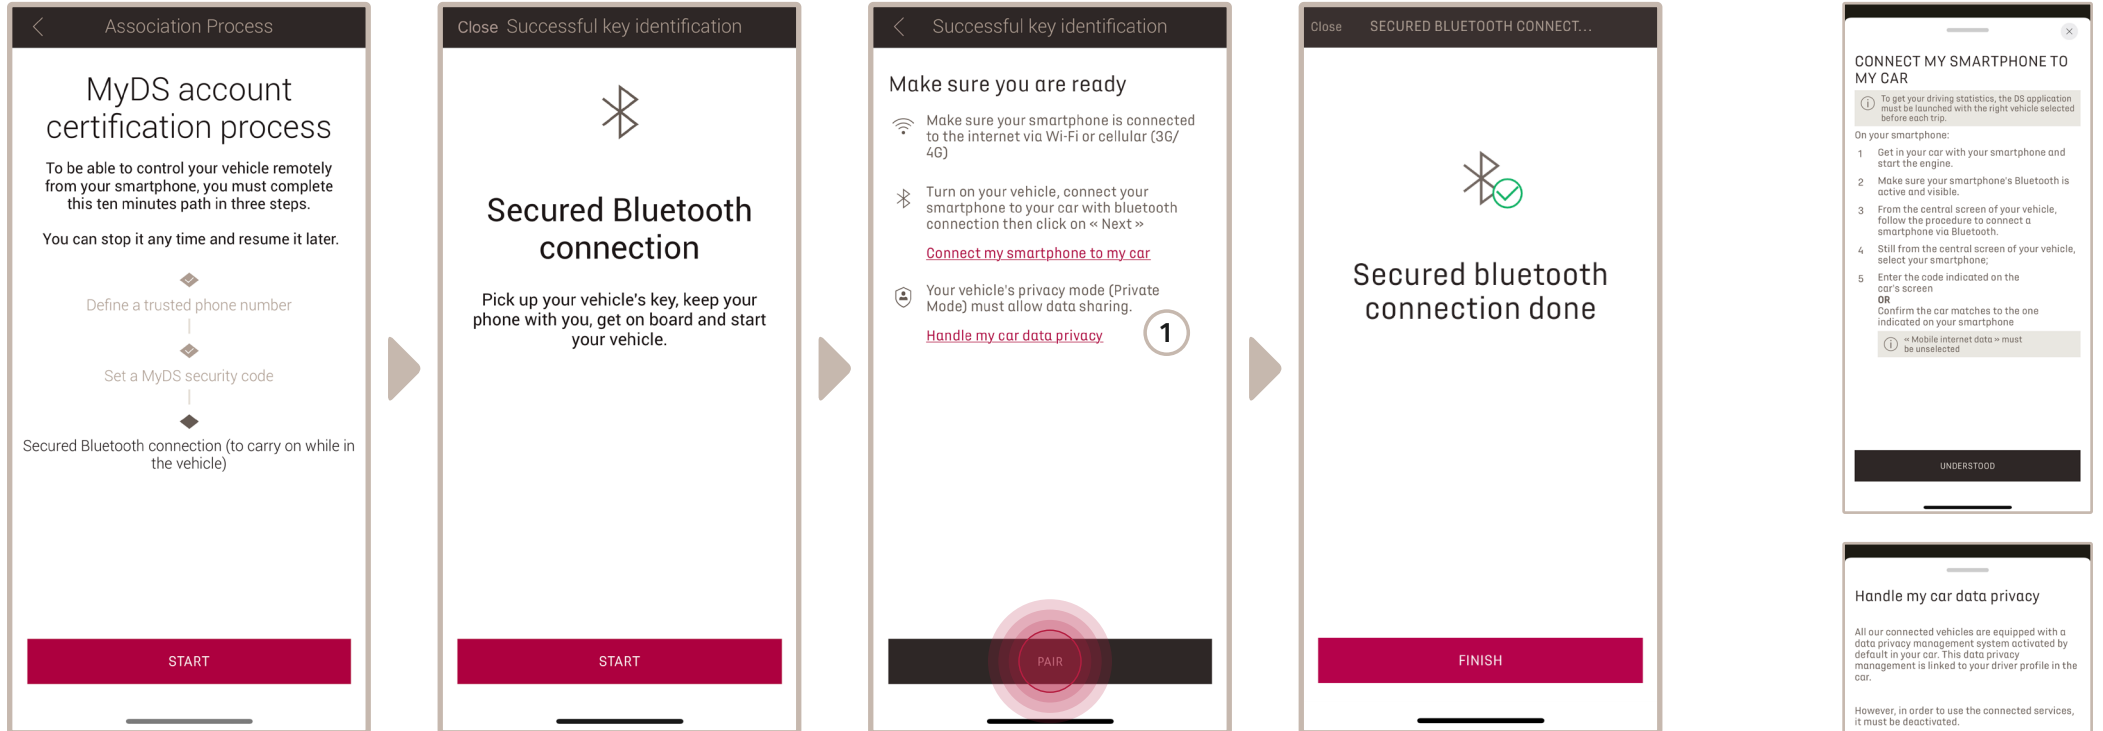 Association Process
MyDS account
certification process
To be able to control your vehicle remotely
from your smartphone, you must complete
this ten minutes path in three steps.
You can stop it any time and resume it later.
Define a trusted phone number
Set a MyDS security code
Secured Bluetooth connection (to carry on while in
the vehicle)
START
Close Successful key identification
Secured Bluetooth
connection
Pick up your vehicle's key, keep your
phone with you, get on board and start
your vehicle.
START
Successful key identification
Make sure you are ready
Make sure your smartphone is connected
to the internet via Wi-Fi or cellular (3G/
4G)
Turn on your vehicle, connect your
smartphone to your car with bluetooth
connection then click on « Next »
Connect my smartphone to my car
Your vehicle's privacy mode (Private
Mode) must allow data sharing.
Handle my car data privacy
1
PAIR
Close SECURED BLUETOOTH CONNECT...
Secured bluetooth
connection done
FINISH
CONNECT MY SMARTPHONE TO
MY CAR
To get your driving statistics, the DS application
must be launched with the right vehicle selected
before each trip.
On your smartphone:
1 Get in your car with your smartphone and
start the engine.
2 Make sure your smartphone's Bluetooth is
active and visible.
3 From the central screen of your vehicle,
follow the procedure to connect a
smartphone via Bluetooth.
4 Still from the central screen of your vehicle,
select your smartphone;
5 Enter the code indicated on the
car's screen
OR
Confirm the car matches to the one
indicated on your smartphone
« Mobile internet data » must
be unselected
UNDERSTOOD
Handle my car data privacy
All our connected vehicles are equipped with a
data privacy management system activated by
default in your car. This data privacy
management is linked to your driver profile in the
car.
However, in order to use the connected services,
it must be deactivated.